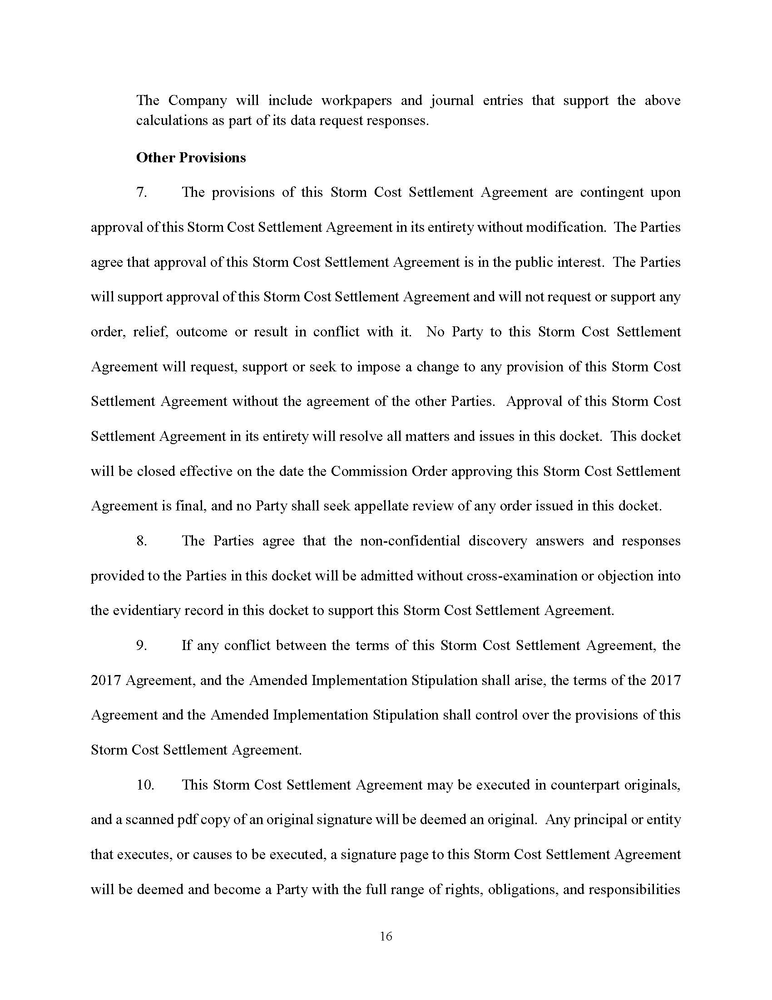 The Company will include workpapers and journal entries that support the above
calculations as part of its data request responses.
Other Provisions
7. The provisions of this Storm Cost Settlement Agreement are contingent upon
approval of this Storm Cost Settlement Agreement in its entirety without modification. The Parties
agree that approval of this Storm Cost Settlement Agreement is in the public interest. The Parties
will support approval of this Storm Cost Settlement Agreement and will not request or support any
order, relief, outcome or result in conflict with it. No Party to this Storm Cost Settlement
Agreement will request, support or seek to impose a change to any provision of this Storm Cost
Settlement Agreement without the agreement of the other Parties. Approval of this Storm Cost
Settlement Agreement in its entirety will resolve all matters and issues in this docket. This docket
will be closed effective on the date the Commission Order approving this Storm Cost Settlement
Agreement is final, and no Party shall seek appellate review of any order issued in this docket.
8. The Parties agree that the non-confidential discovery answers and responses
provided to the Parties in this docket will be admitted without cross-examination or objection into
the evidentiary record in this docket to support this Storm Cost Settlement Agreement.
9. If any conflict between the terms of this Storm Cost Settlement Agreement, the
2017 Agreement, and the Amended Implementation Stipulation shall arise, the terms of the 2017
Agreement and the Amended Implementation Stipulation shall control over the provisions of this
Storm Cost Settlement Agreement.
10. This Storm Cost Settlement Agreement may be executed in counterpart originals,
and a scanned pdf copy of an original signature will be deemed an original. Any principal or entity
that executes, or causes to be executed, a signature page to this Storm Cost Settlement Agreement
will be deemed and become a Party with the full range of rights, obligations, and responsibilities
16